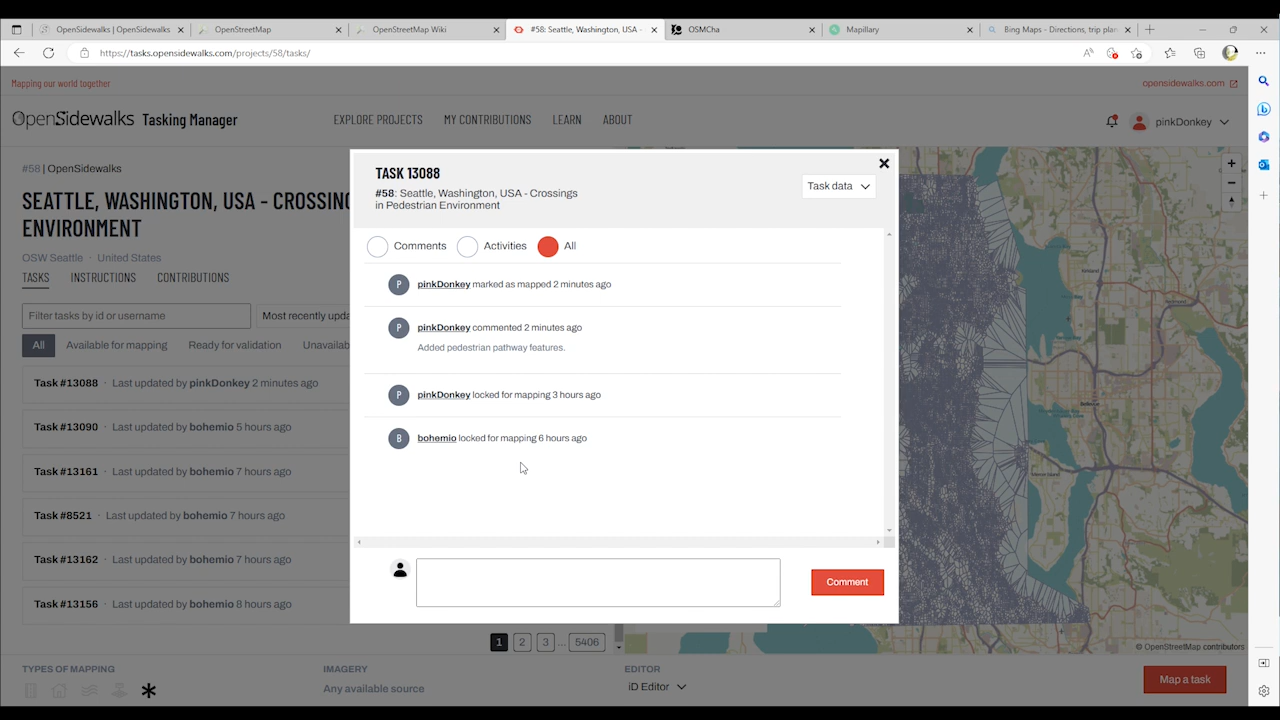 OpenSidewalks | OpenSidewalks
OpenStreetMap
OpenStreetMap Wiki
#58: Seattle, Washington, USA -
OSMCha
Mapillary
Bing Maps - Directions, trip plan
https://tasks.opensidewalks.com/projects/58/tasks/
Mapping our world together
opensidewalks.com
OpenSidewalks Tasking Manager
EXPLORE PROJECTS
MY CONTRIBUTIONS
LEARN
ABOUT
pinkDonkey
#58 | OpenSidewalks
SEATTLE, WASHINGTON, USA - CROSSING
ENVIRONMENT
OSW Seattle · United States
TASKS
INSTRUCTIONS
CONTRIBUTIONS
Filter tasks by id or username
Most recently upda
All
Available for mapping
Ready for validation
Unavailab
Task #13088 · Last updated by pinkDonkey 2 minutes ago
Task #13090 · Last updated by bohemio 5 hours ago
Task #13161 · Last updated by bohemio 7 hours ago
Task #8521 · Last updated by bohemio 7 hours ago
Task #13162 · Last updated by bohemio 7 hours ago
Task #13156 · Last updated by bohemio 8 hours ago
1 2 3 ... 5406
TASK 13088
#58: Seattle, Washington, USA - Crossings
in Pedestrian Environment
Task data
Comments
Activities
All
P pinkDonkey marked as mapped 2 minutes ago
P pinkDonkey commented 2 minutes ago
Added pedestrian pathway features.
P pinkDonkey locked for mapping 3 hours ago
B bohemio locked for mapping 6 hours ago
Comment
Kirkland
Redmond
Bellevue
© OpenStreetMap contributors
TYPES OF MAPPING
IMAGERY
Any available source
EDITOR
iD Editor
Map a task